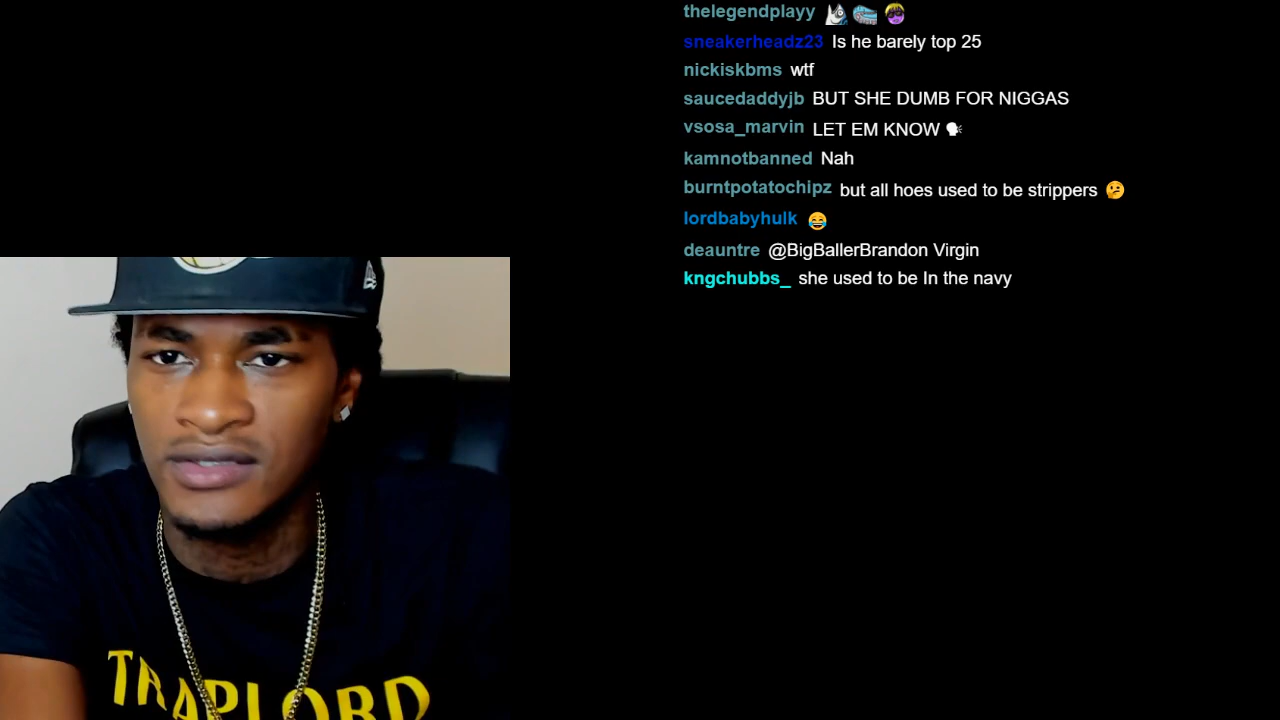 thelegendplayy
sneakerheadz23 Is he barely top 25
nickiskbms wtf
saucedaddyjb BUT SHE DUMB FOR NIGGAS
vsosa_marvin LET EM KNOW 🗣
kamnotbanned Nah
burntpotatochipz but all hoes used to be strippers 🤔
lordbabyhulk 😂
deauntre @BigBallerBrandon Virgin
kngchubbs_ she used to be In the navy
TRAPLORD